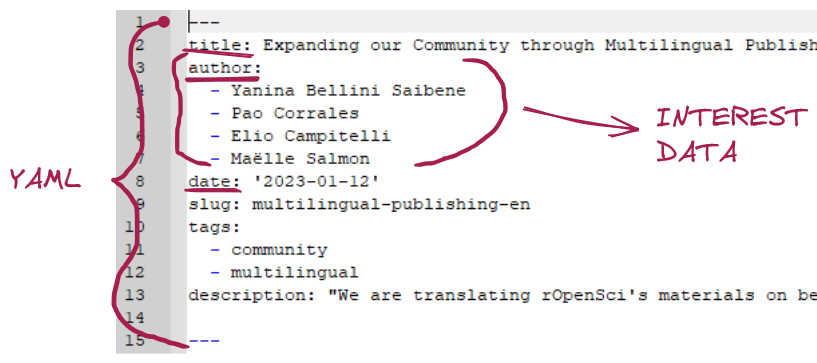 1 ---
2 title: Expanding our Community through Multilingual Publish
3 author:
4 - Yanina Bellini Saibene
5 - Pao Corrales
6 - Elio Campitelli
7 - Maëlle Salmon
8 date: '2023-01-12'
9 slug: multilingual-publishing-en
10 tags:
11 - community
12 - multilingual
13 description: "We are translating rOpenSci's materials on be
14
15 ---
YAML
INTEREST
DATA